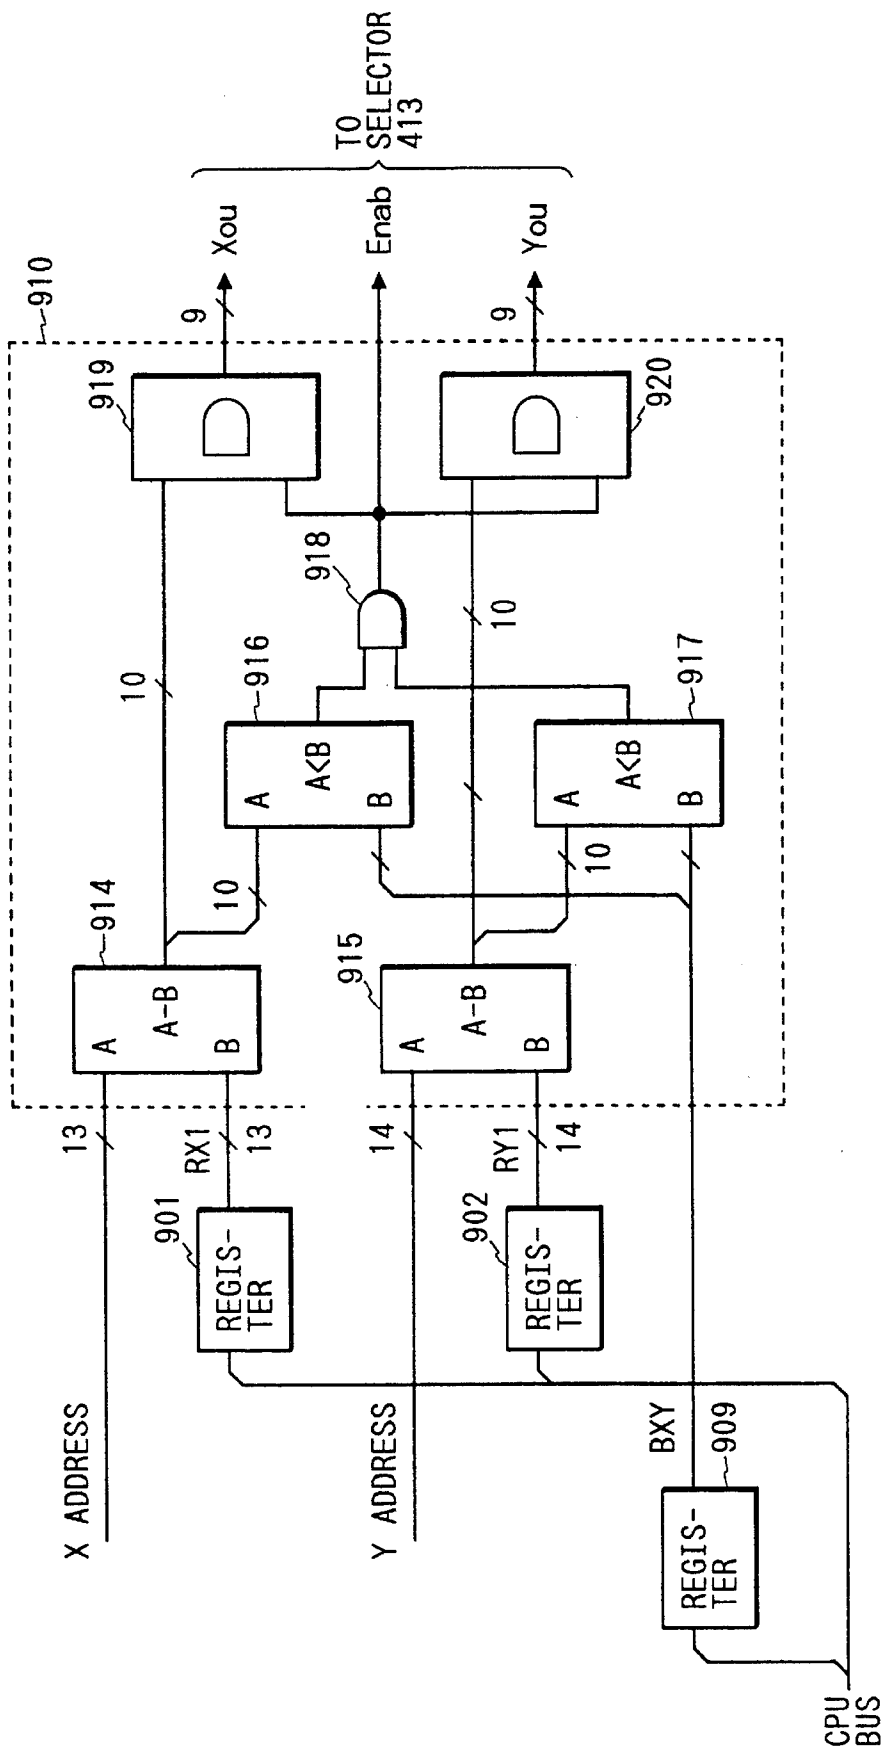 X ADDRESS
13
901
REGIS-
TER
RX1
13
914
A
A-B
B
10
10
916
A
A<B
B
918
919
910
9
Xou
Enab
TO
SELECTOR
413
Y ADDRESS
14
902
REGIS-
TER
RY1
14
915
A
A-B
B
10
10
917
A
A<B
B
920
9
You
BXY
909
REGIS-
TER
CPU
BUS